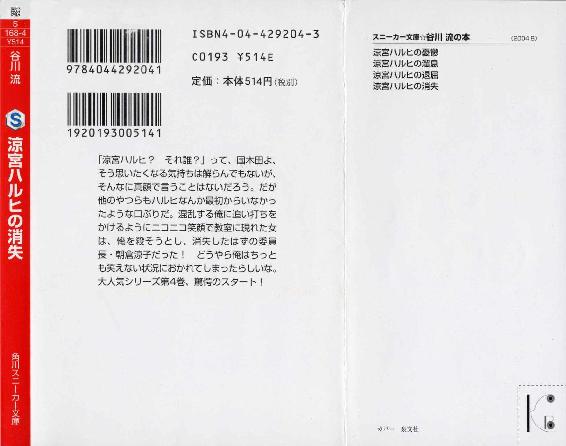 S
168-4
¥514
谷川 流
S
涼宮ハルヒの消失
角川スニーカー文庫
ISBN4-04-429204-3
9784044292041
C0193 ¥514E
定価：本体514円(税別)
1920193005141
「涼宮ハルヒ？　それ誰？」って、国木田よ、
そう思いたくなる気持ちは解らんでもないが、
そんなに真顔で言うことはないだろう。だが
他のやつらもハルヒなんか最初からいなかっ
たような口ぶりだ。混乱する俺に追い打ちを
かけるようにニコニコ笑顔で教室に現れた女
は、俺を殺そうとし、消失したはずの委員
長・朝倉涼子だった！　どうやら俺はちっと
も笑えない状況におかれてしまったらしいな。
大人気シリーズ第4巻、驚愕のスタート！
スニーカー文庫☆谷川 流の本
(2004.8)
涼宮ハルヒの憂鬱
涼宮ハルヒの溜息
涼宮ハルヒの退屈
涼宮ハルヒの消失
カバー　暁文社